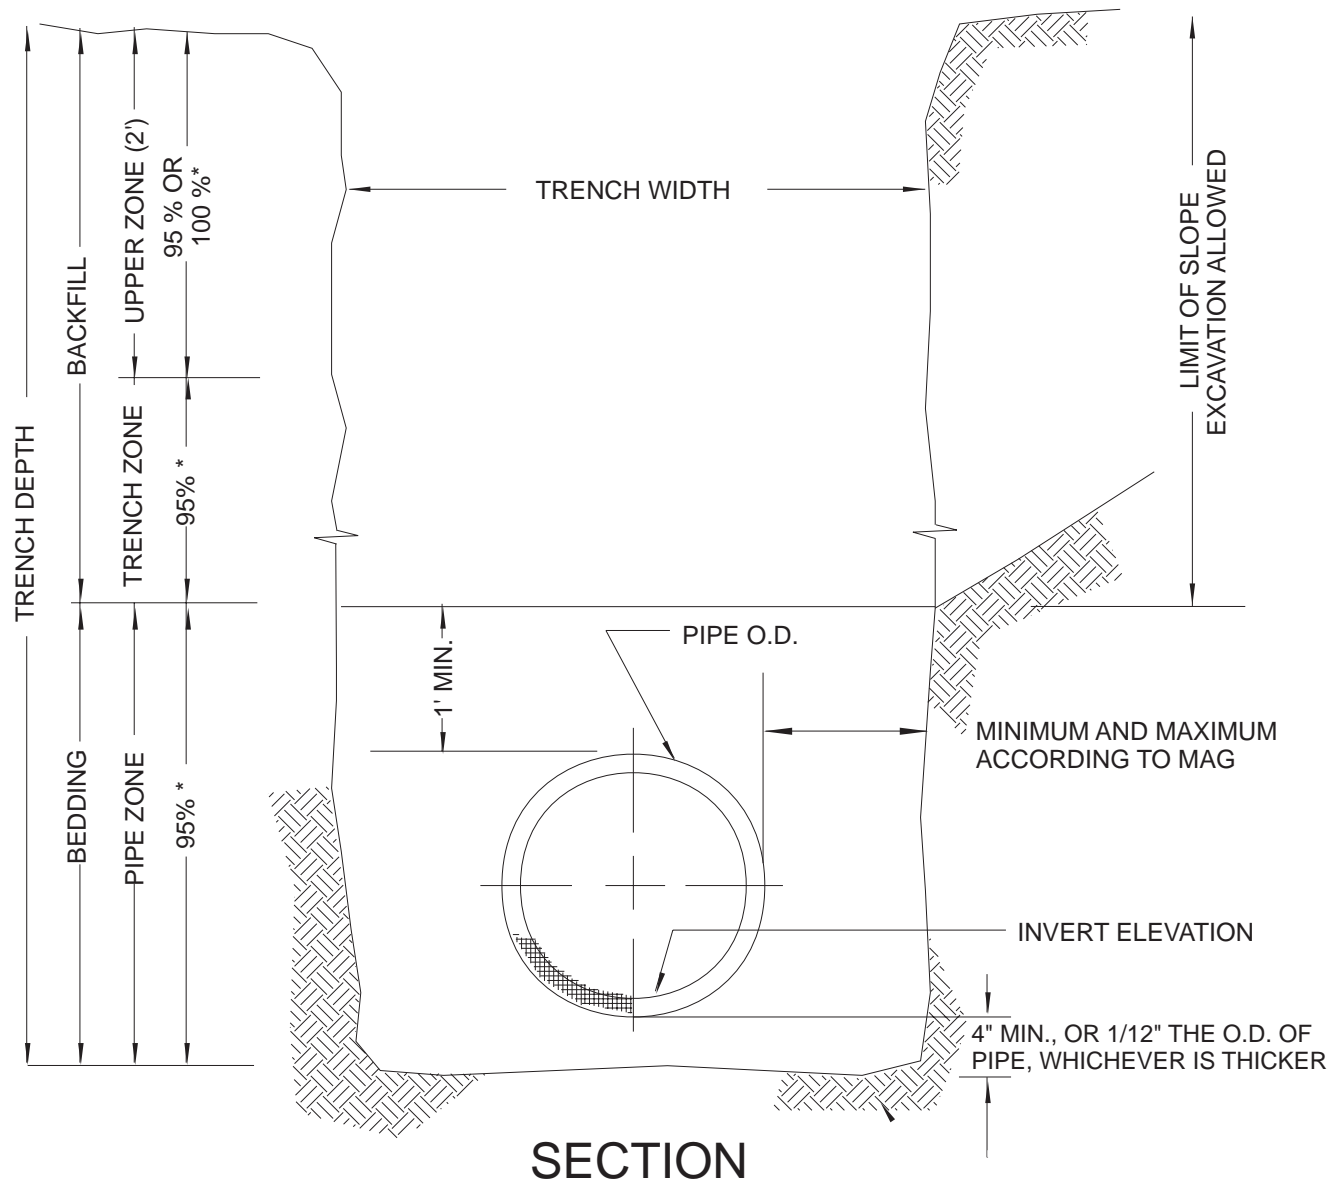 TRENCH DEPTH
BACKFILL
UPPER ZONE (2')
95 % OR
100 %*
TRENCH ZONE
95% *
BEDDING
PIPE ZONE
95% *
TRENCH WIDTH
LIMIT OF SLOPE
EXCAVATION ALLOWED
1' MIN.
PIPE O.D.
MINIMUM AND MAXIMUM
ACCORDING TO MAG
INVERT ELEVATION
4" MIN., OR 1/12" THE O.D. OF
PIPE, WHICHEVER IS THICKER
SECTION